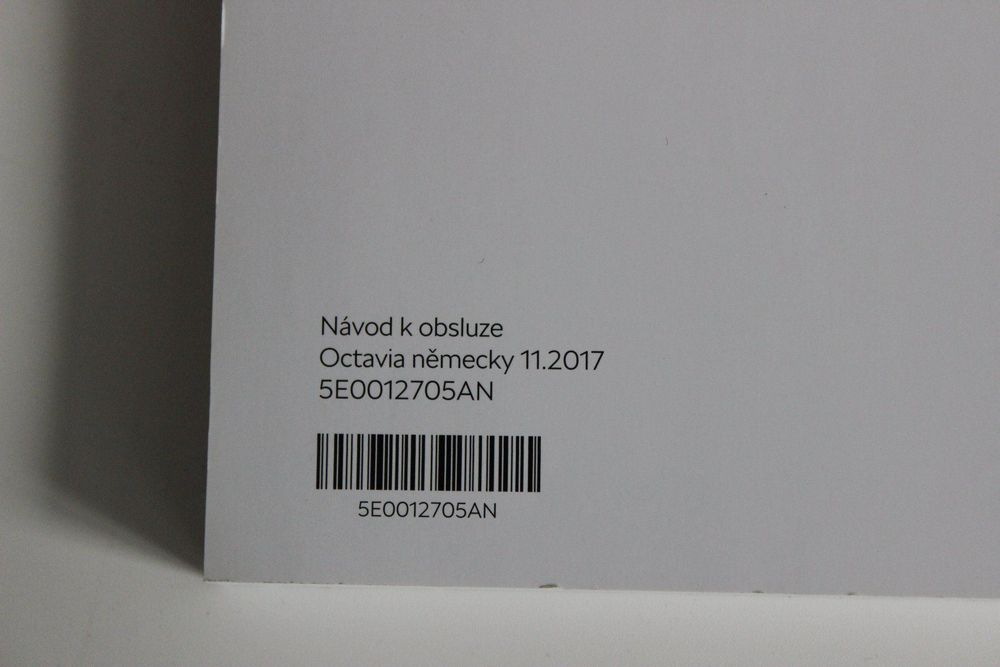 Návod k obsluze
Octavia německy 11.2017
5E0012705AN
5E0012705AN